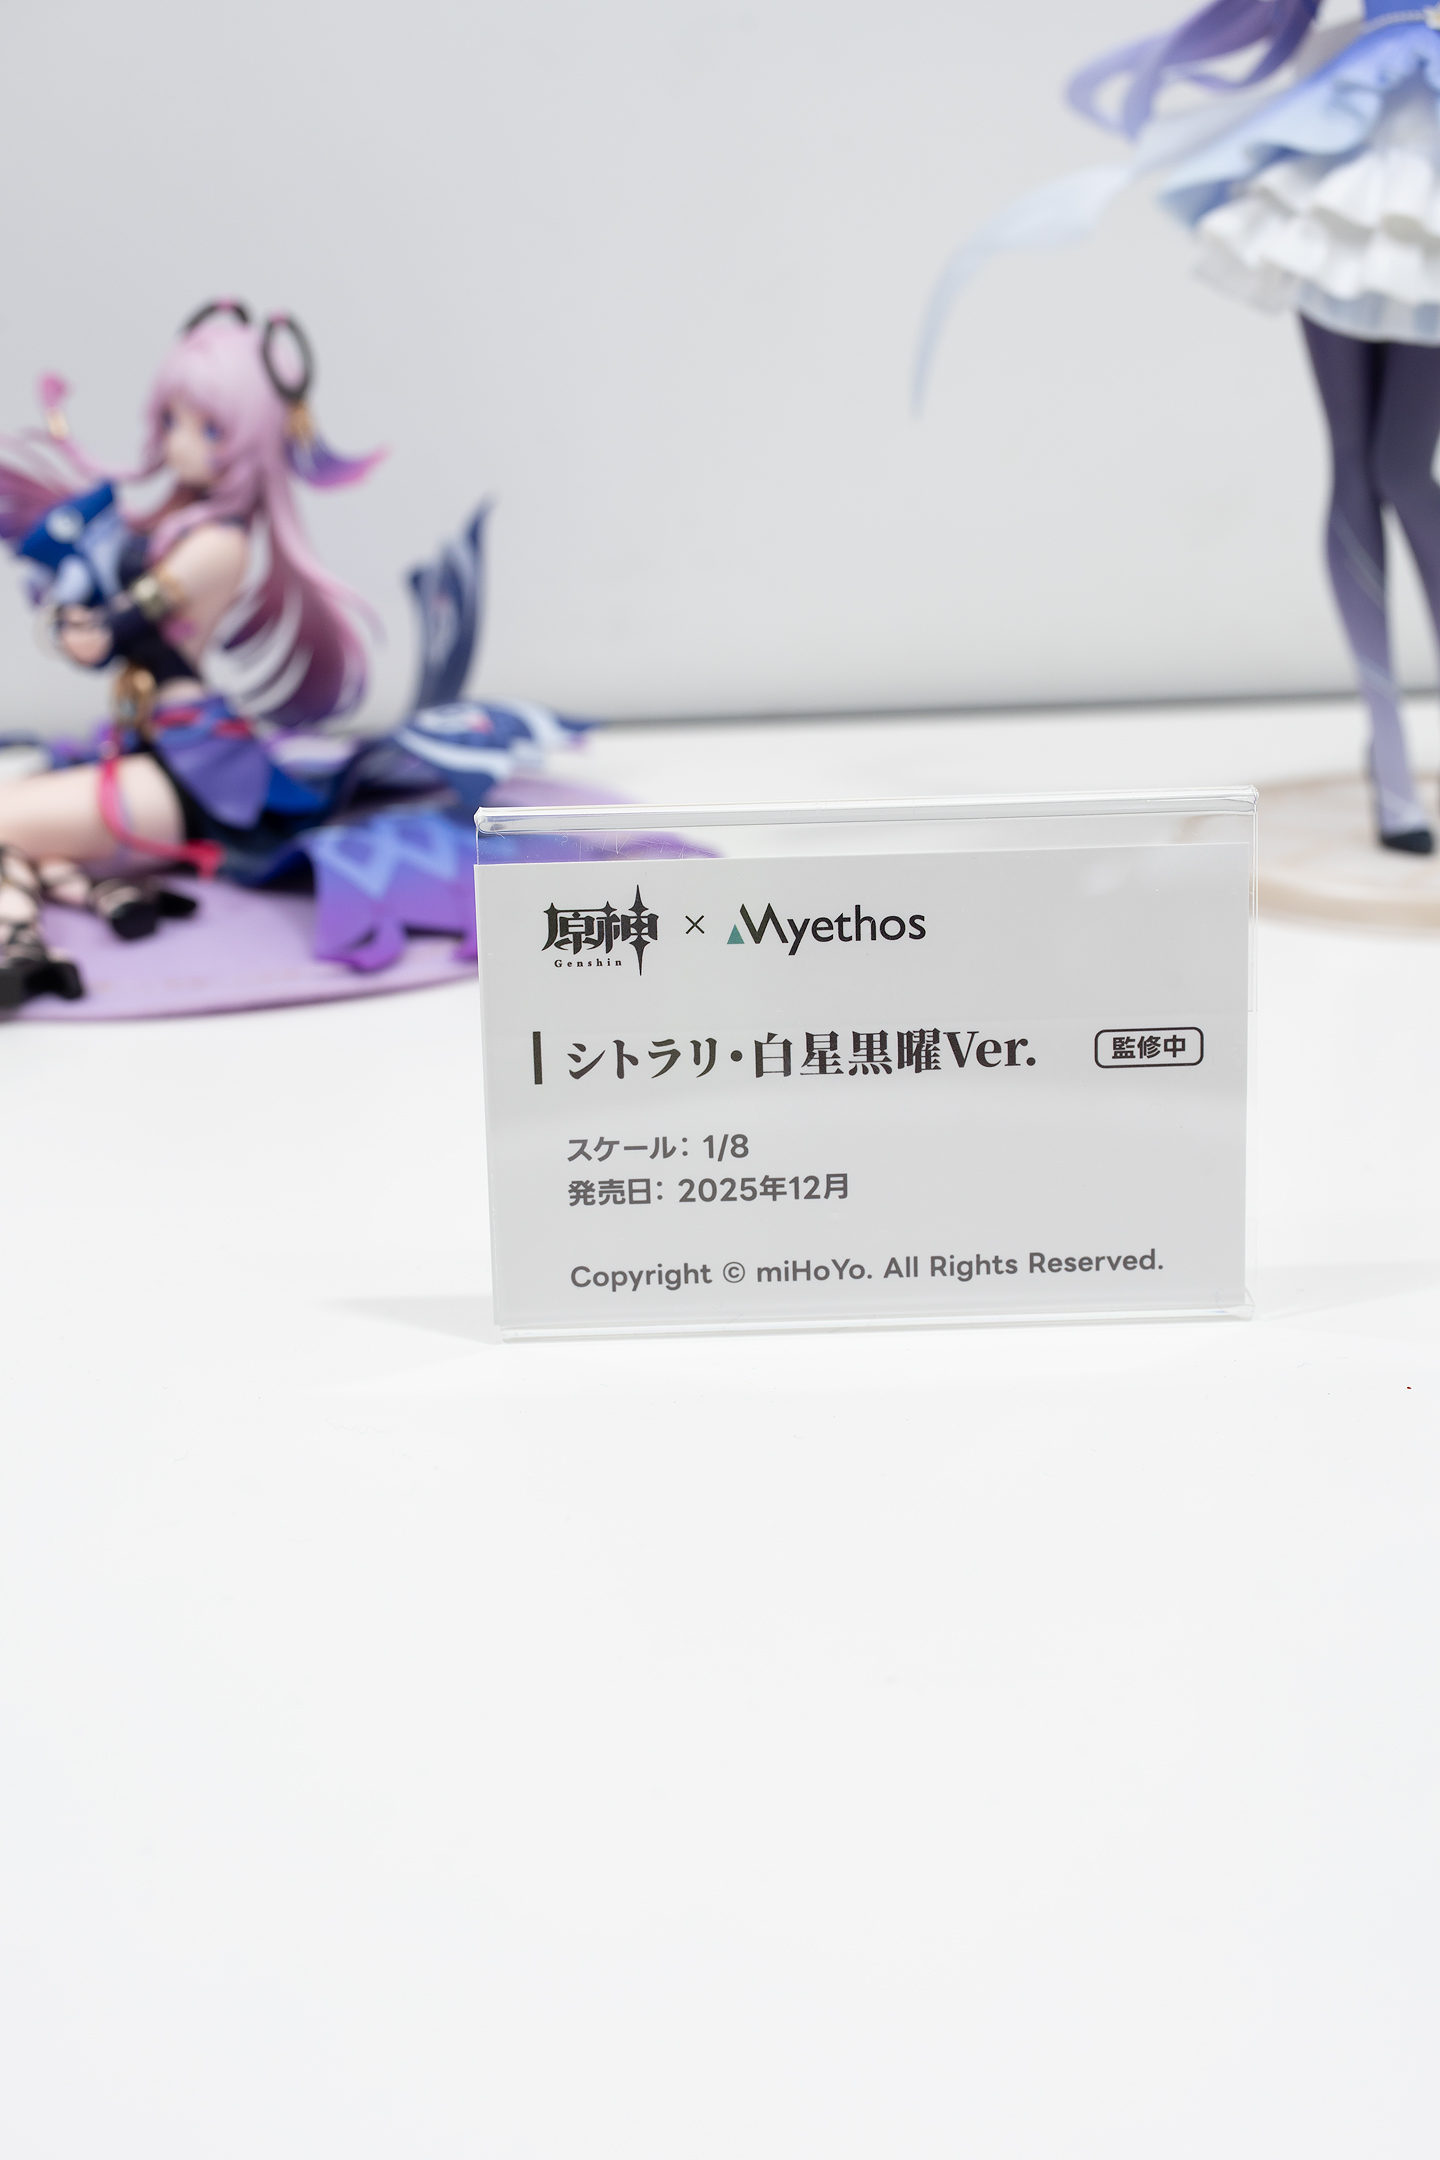 原神 × Myethos
Genshin
シトラリ・白星黒曜Ver. 監修中
スケール： 1/8
発売日： 2025年12月
Copyright © miHoYo. All Rights Reserved.